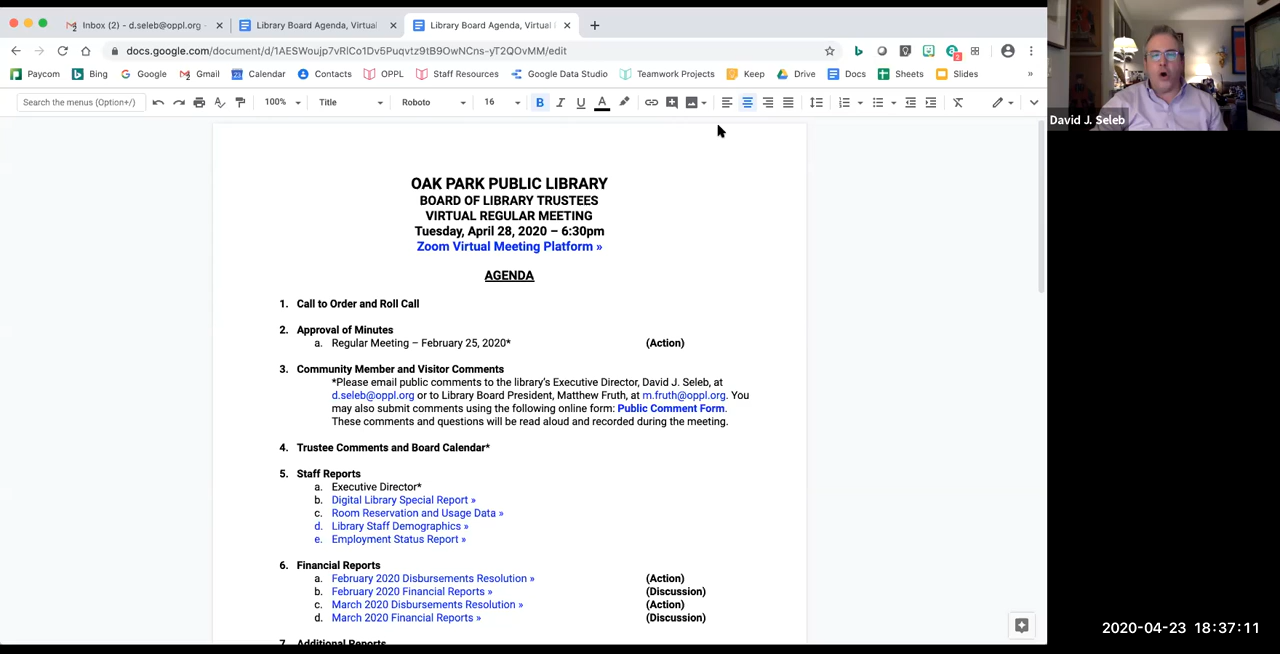 Inbox (2) - d.seleb@oppl.org -
Library Board Agenda, Virtual
Library Board Agenda, Virtual
docs.google.com/document/d/1AESWoujp7vRlCo1Dv5Puqvtz9tB9OwNCns-yT2QOvMM/edit
Paycom Bing Google Gmail Calendar Contacts OPPL Staff Resources Google Data Studio Teamwork Projects Keep Drive Docs Sheets Slides »
Search the menus (Option+/) 100% Title Roboto 16 B I U A
OAK PARK PUBLIC LIBRARY
BOARD OF LIBRARY TRUSTEES
VIRTUAL REGULAR MEETING
Tuesday, April 28, 2020 – 6:30pm
Zoom Virtual Meeting Platform »
AGENDA
1. Call to Order and Roll Call
2. Approval of Minutes
a. Regular Meeting – February 25, 2020* (Action)
3. Community Member and Visitor Comments
*Please email public comments to the library's Executive Director, David J. Seleb, at
d.seleb@oppl.org or to Library Board President, Matthew Fruth, at m.fruth@oppl.org. You
may also submit comments using the following online form: Public Comment Form.
These comments and questions will be read aloud and recorded during the meeting.
4. Trustee Comments and Board Calendar*
5. Staff Reports
a. Executive Director*
b. Digital Library Special Report »
c. Room Reservation and Usage Data »
d. Library Staff Demographics »
e. Employment Status Report »
6. Financial Reports
a. February 2020 Disbursements Resolution » (Action)
b. February 2020 Financial Reports » (Discussion)
c. March 2020 Disbursements Resolution » (Action)
d. March 2020 Financial Reports » (Discussion)
7. Additional Reports
David J. Seleb
2020-04-23 18:37:11